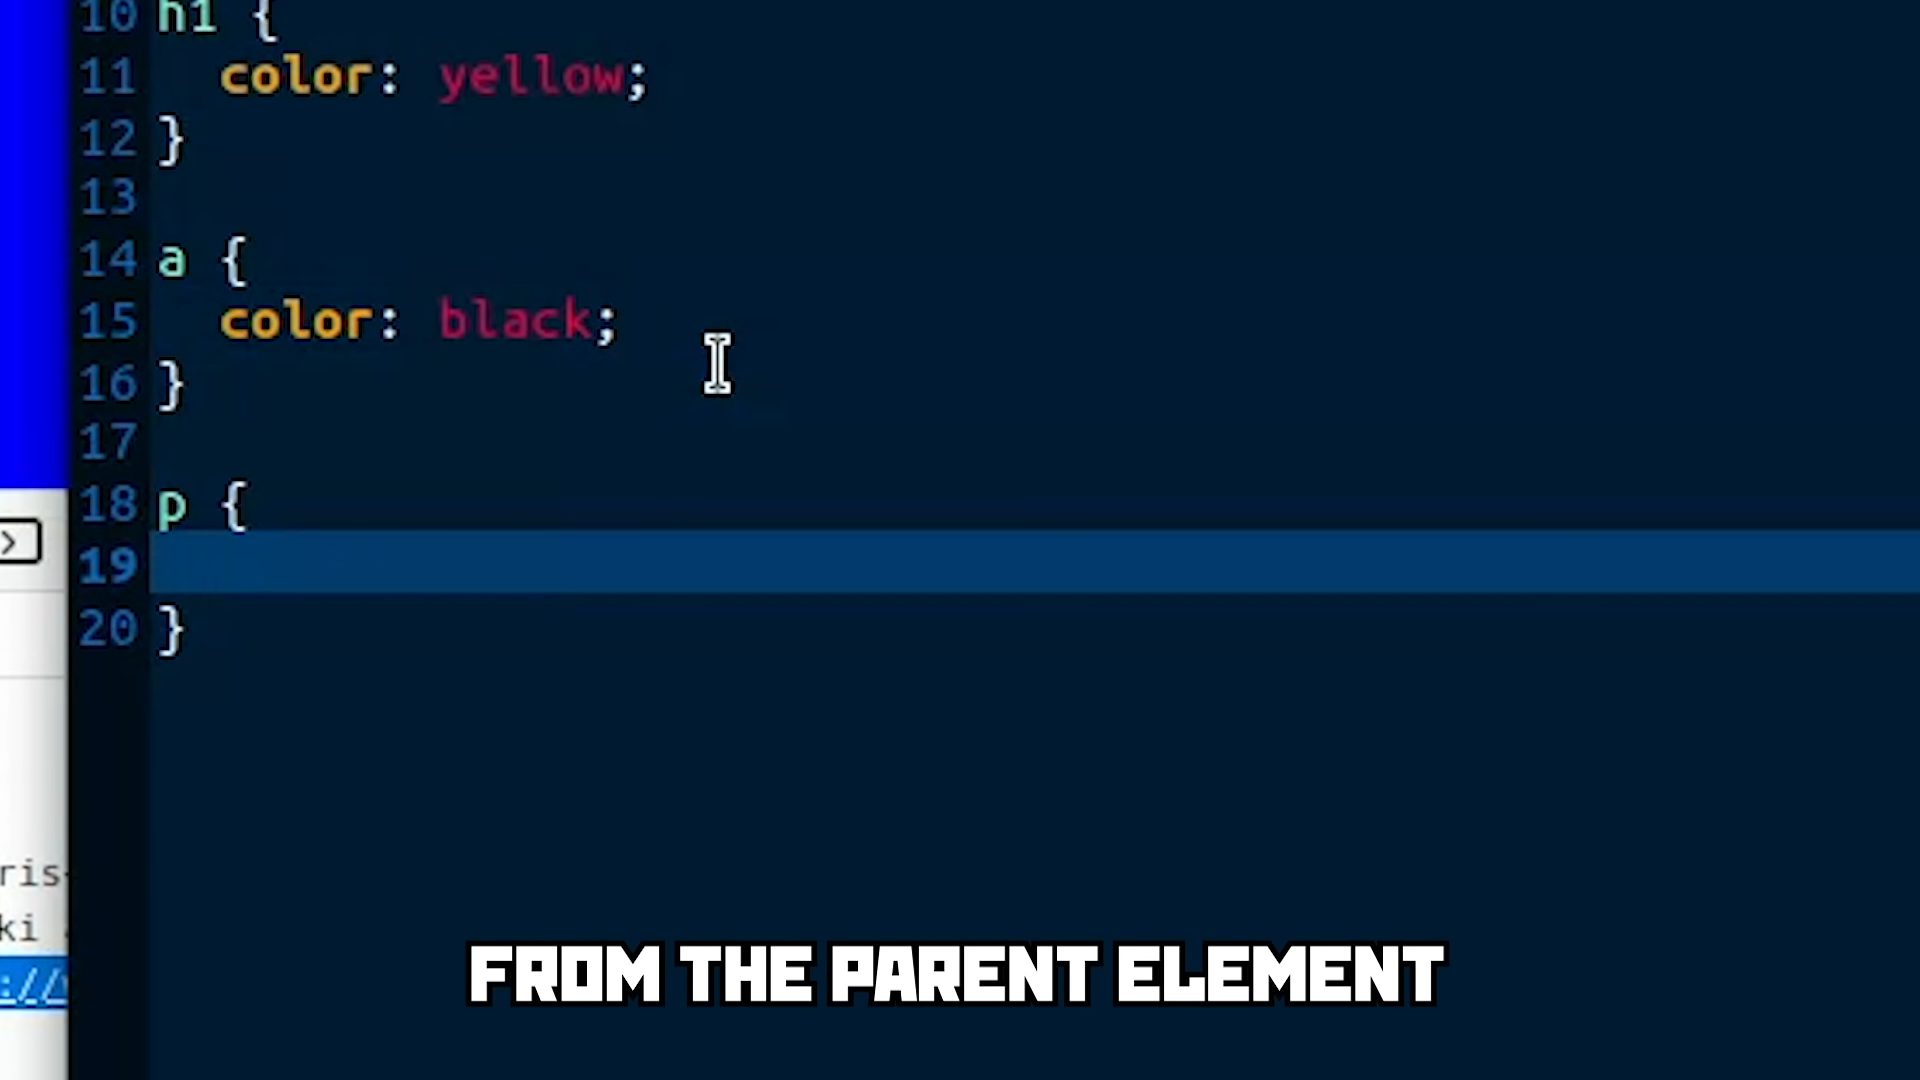 10 h1 {
11 color: yellow;
12 }
13
14 a {
15 color: black;
16 }
17
18 p {
19
20 }
ris-
ki
://
FROM THE PARENT ELEMENT